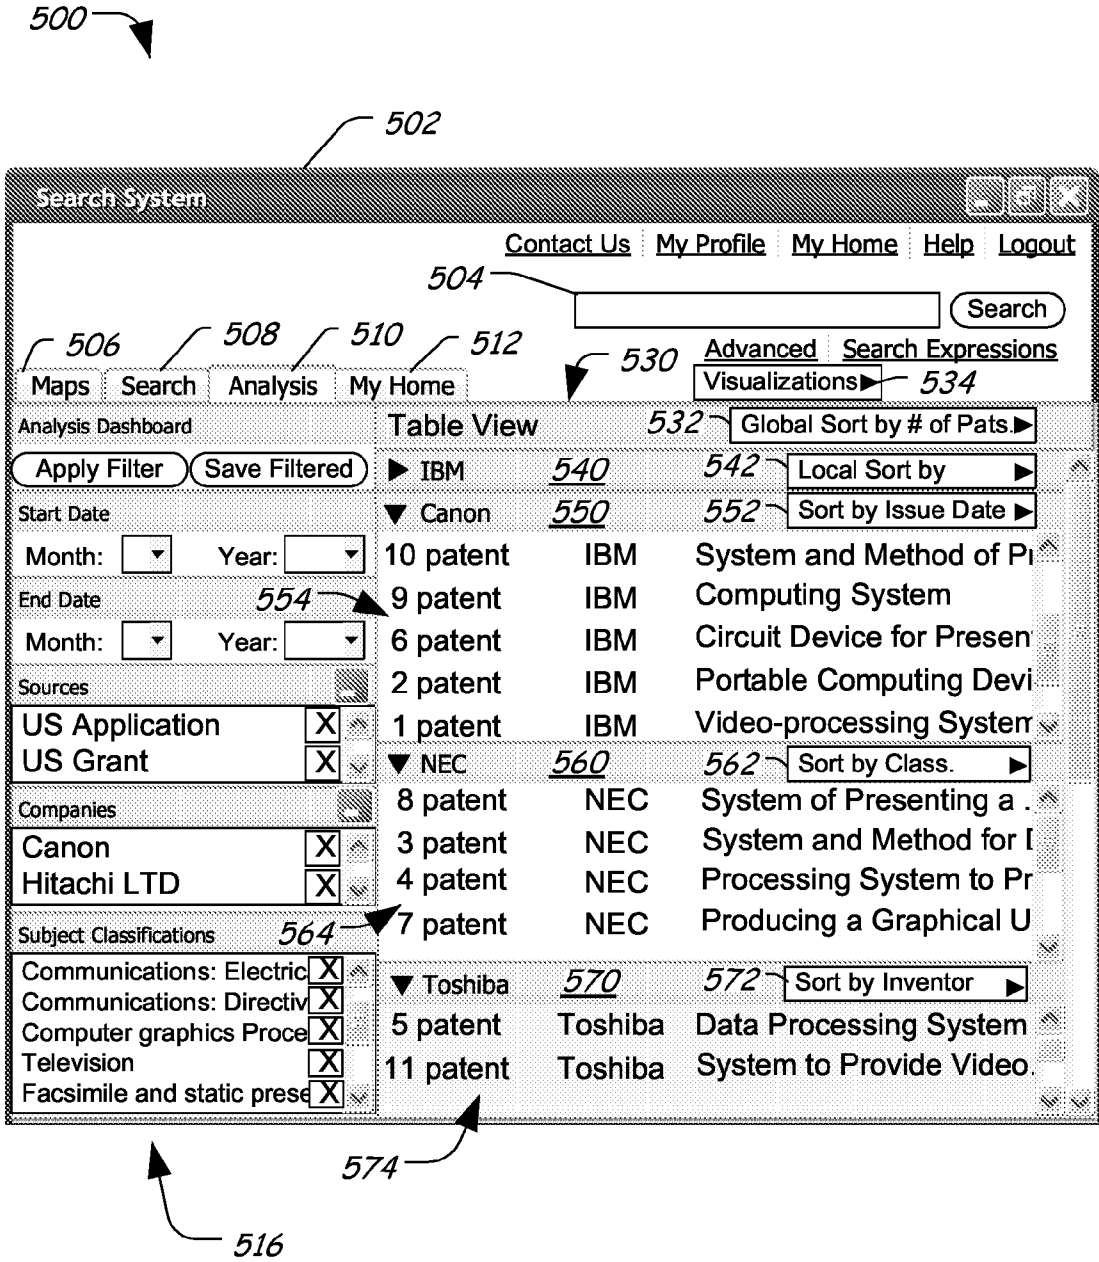 500
502
Search System
Contact Us My Profile My Home Help Logout
504
Search
506 508 510 512 530 Advanced Search Expressions
Maps Search Analysis My Home Visualizations 534
Analysis Dashboard Table View 532 Global Sort by # of Pats.
Apply Filter Save Filtered IBM 540 542 Local Sort by
Start Date Canon 550 552 Sort by Issue Date
Month: Year: 10 patent IBM System and Method of Pr
End Date 554 9 patent IBM Computing System
Month: Year: 6 patent IBM Circuit Device for Presen
Sources 2 patent IBM Portable Computing Devi
US Application X 1 patent IBM Video-processing System
US Grant X NEC 560 562 Sort by Class.
Companies 8 patent NEC System of Presenting a .
Canon X 3 patent NEC System and Method for D
Hitachi LTD X 4 patent NEC Processing System to Pr
Subject Classifications 564 7 patent NEC Producing a Graphical U
Communications: Electric X Toshiba 570 572 Sort by Inventor
Communications: Directiv X
Computer graphics Proce X 5 patent Toshiba Data Processing System
Television X 11 patent Toshiba System to Provide Video.
Facsimile and static prese X
574
516